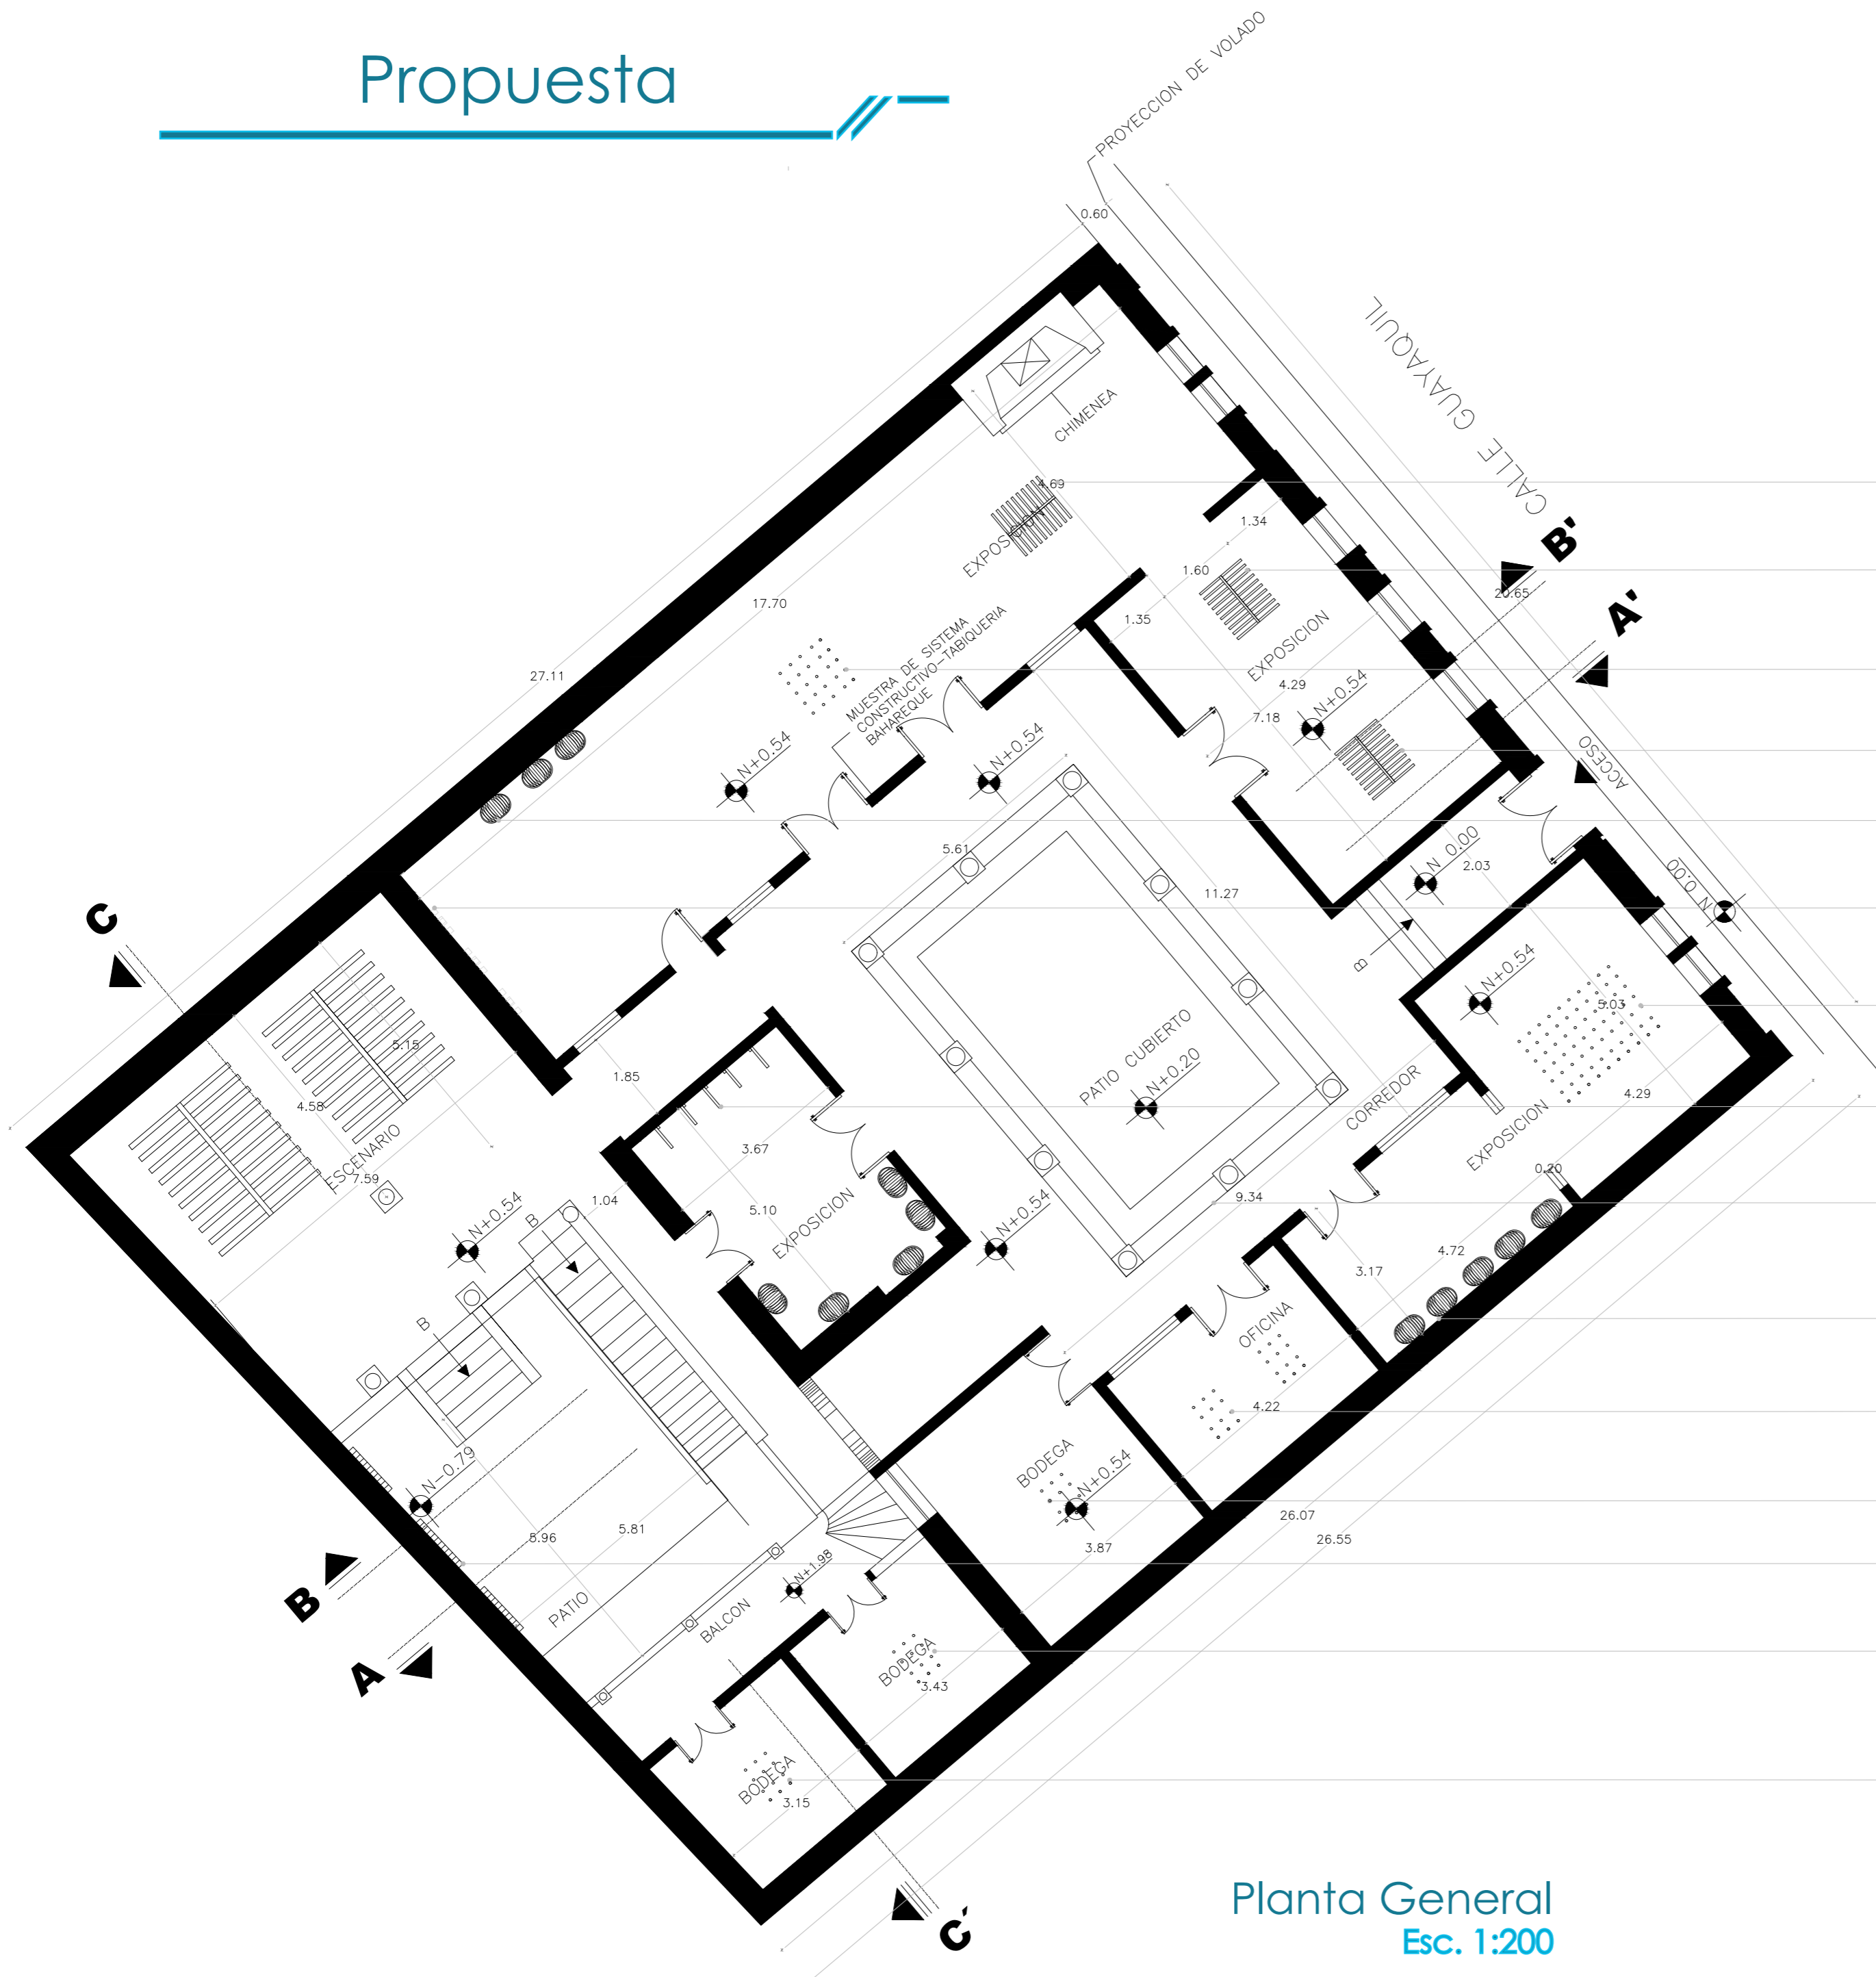 Propuesta
PROYECCION DE VOLADO
0.60
CALLE GUAYAQUIL
CHIMENEA
4.69
EXPOSICION
1.34
B'
1.60
20.65
A'
17.70
1.35
EXPOSICION
MUESTRA DE SISTEMA
CONSTRUCTIVO-TABIQUERIA
BAHAREQUE
27.11
4.29
N+0.54
7.18
N+0.54
N+0.54
ACCESO
5.61
N 0.00
2.03
N 0.00
11.27
C
B
N+0.54
5.03
PATIO CUBIERTO
N+0.20
5.15
1.85
4.58
CORREDOR
4.29
EXPOSICION
ESCENARIO
3.67
7.59
0.20
1.04
9.34
5.10
EXPOSICION
N+0.54
B
N+0.54
4.72
3.17
B
OFICINA
4.22
BODEGA
N+0.54
N-0.79
26.07
5.81
5.96
26.55
3.87
N+1.98
B
PATIO
BALCON
A
BODEGA
3.43
BODEGA
3.15
C'
Planta General
Esc. 1:200